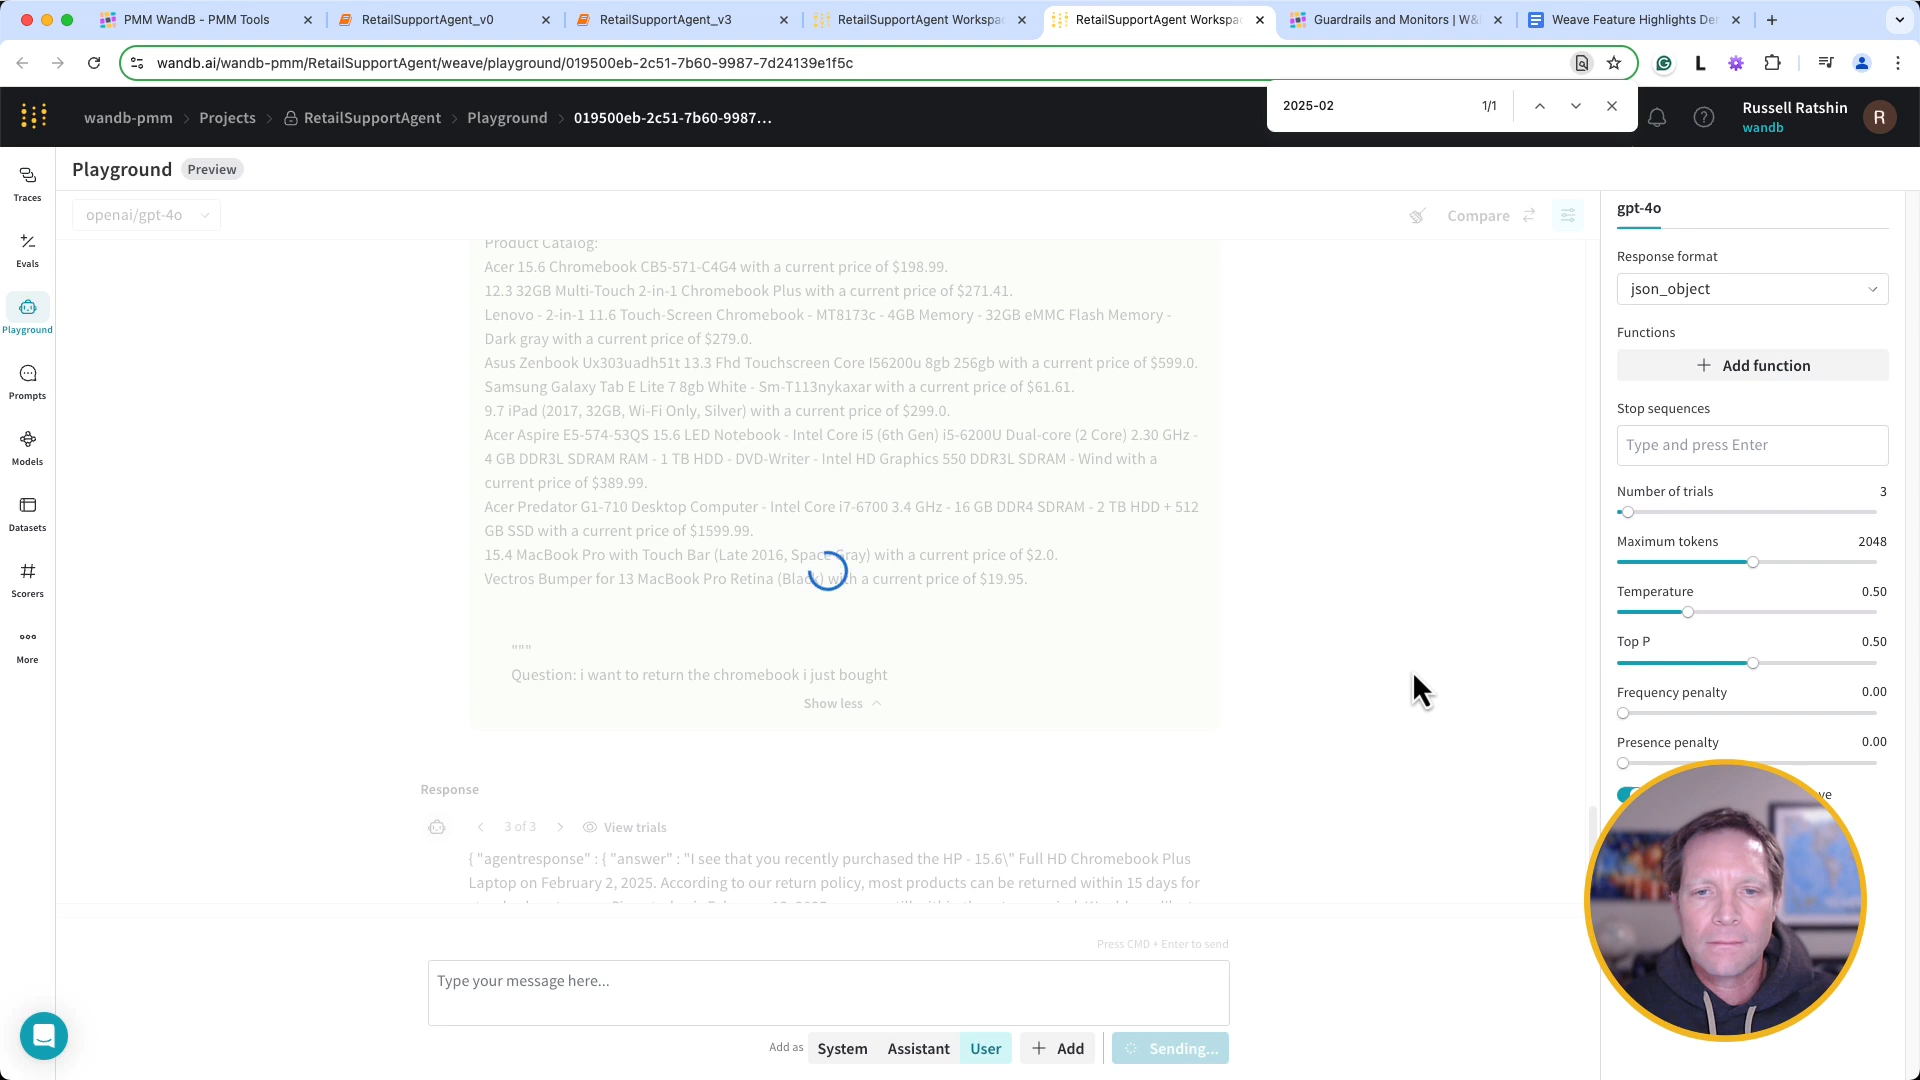 PMM WandB - PMM Tools
RetailSupportAgent_v0
RetailSupportAgent_v3
RetailSupportAgent Workspac
RetailSupportAgent Workspac
Guardrails and Monitors | W&
Weave Feature Highlights De
wandb.ai/wandb-pmm/RetailSupportAgent/weave/playground/019500eb-2c51-7b60-9987-7d24139e1f5c
2025-02
1/1
wandb-pmm
Projects
RetailSupportAgent
Playground
019500eb-2c51-7b60-9987...
Russell Ratshin
wandb
R
Playground
Preview
Traces
Evals
Playground
Prompts
Models
Datasets
Scorers
More
openai/gpt-4o
Compare
Product Catalog:
Acer 15.6 Chromebook CB5-571-C4G4 with a current price of $198.99.
12.3 32GB Multi-Touch 2-in-1 Chromebook Plus with a current price of $271.41.
Lenovo - 2-in-1 11.6 Touch-Screen Chromebook - MT8173c - 4GB Memory - 32GB eMMC Flash Memory -
Dark gray with a current price of $279.0.
Asus Zenbook Ux303uadh51t 13.3 Fhd Touchscreen Core I56200u 8gb 256gb with a current price of $599.0.
Samsung Galaxy Tab E Lite 7 8gb White - Sm-T113nykaxar with a current price of $61.61.
9.7 iPad (2017, 32GB, Wi-Fi Only, Silver) with a current price of $299.0.
Acer Aspire E5-574-53QS 15.6 LED Notebook - Intel Core i5 (6th Gen) i5-6200U Dual-core (2 Core) 2.30 GHz -
4 GB DDR3L SDRAM RAM - 1 TB HDD - DVD-Writer - Intel HD Graphics 550 DDR3L SDRAM - Wind with a
current price of $389.99.
Acer Predator G1-710 Desktop Computer - Intel Core i7-6700 3.4 GHz - 16 GB DDR4 SDRAM - 2 TB HDD + 512
GB SSD with a current price of $1599.99.
15.4 MacBook Pro with Touch Bar (Late 2016, Space Gray) with a current price of $2.0.
Vectros Bumper for 13 MacBook Pro Retina (Black) with a current price of $19.95.
"""
Question: i want to return the chromebook i just bought
Show less
Response
3 of 3
View trials
{ "agentresponse" : { "answer" : "I see that you recently purchased the HP - 15.6\" Full HD Chromebook Plus
Laptop on February 2, 2025. According to our return policy, most products can be returned within 15 days for
Press CMD + Enter to send
Type your message here...
Add as
System
Assistant
User
Add
Sending...
gpt-4o
Response format
json_object
Functions
Add function
Stop sequences
Type and press Enter
Number of trials
3
Maximum tokens
2048
Temperature
0.50
Top P
0.50
Frequency penalty
0.00
Presence penalty
0.00